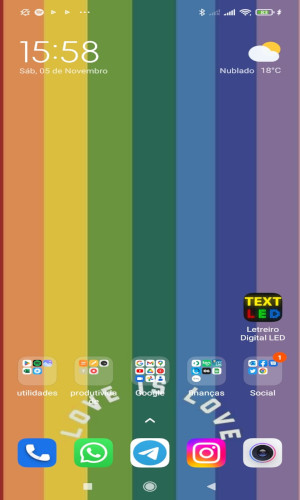 15:58
Sáb, 05 de Novembro
Nublado 18°C
TEXT
LED
Letreiro
Digital LED
1
utilidades
Google
finanças
Social
LOVE IS LOVE